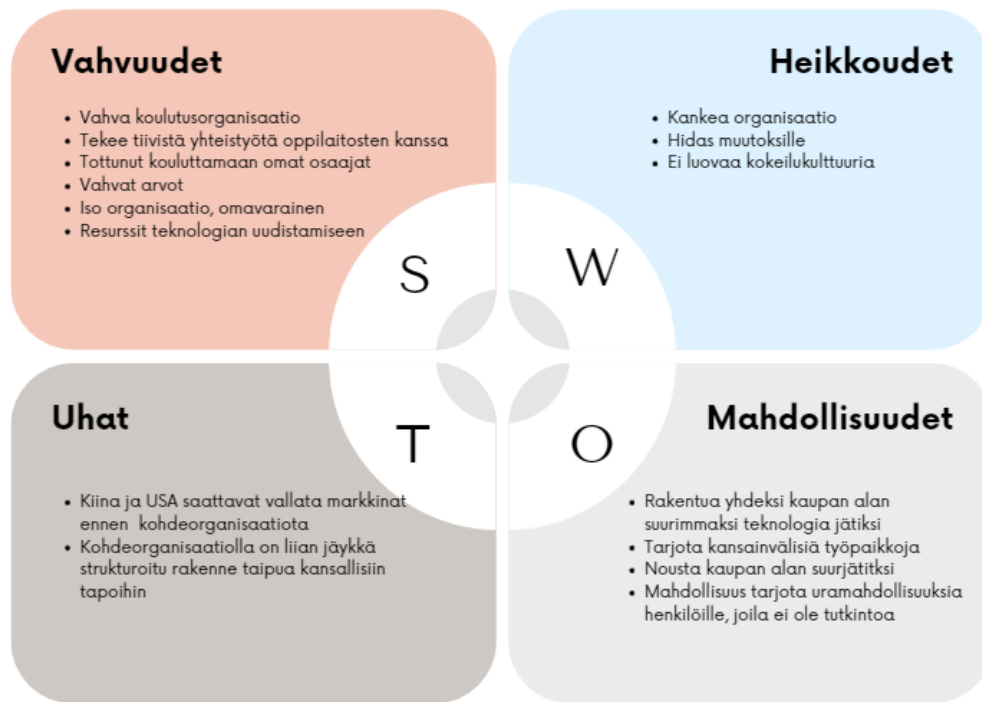 Vahvuudet
• Vahva koulutusorganisaatio
• Tekee tiivistä yhteistyötä oppilaitosten kanssa
• Tottunut kouluttamaan omat osaajat
• Vahvat arvot
• Iso organisaatio, omavarainen
• Resurssit teknologian uudistamiseen
S
Heikkoudet
• Kankea organisaatio
• Hidas muutoksille
• Ei luovaa kokeilukulttuuria
W
Uhat
• Kiina ja USA saattavat vallata markkinat
ennen kohdeorganisaatiota
• Kohdeorganisaatiolla on liian jäykkä
strukturoitu rakenne taipua kansallisiin
tapoihin
T
Mahdollisuudet
• Rakentua yhdeksi kaupan alan
suurimmaksi teknologia jätiksi
• Tarjota kansainvälisiä työpaikkoja
• Nousta kaupan alan suurjätitksi
• Mahdollisuus tarjota uramahdollisuuksia
henkilöille, joila ei ole tutkintoa
O